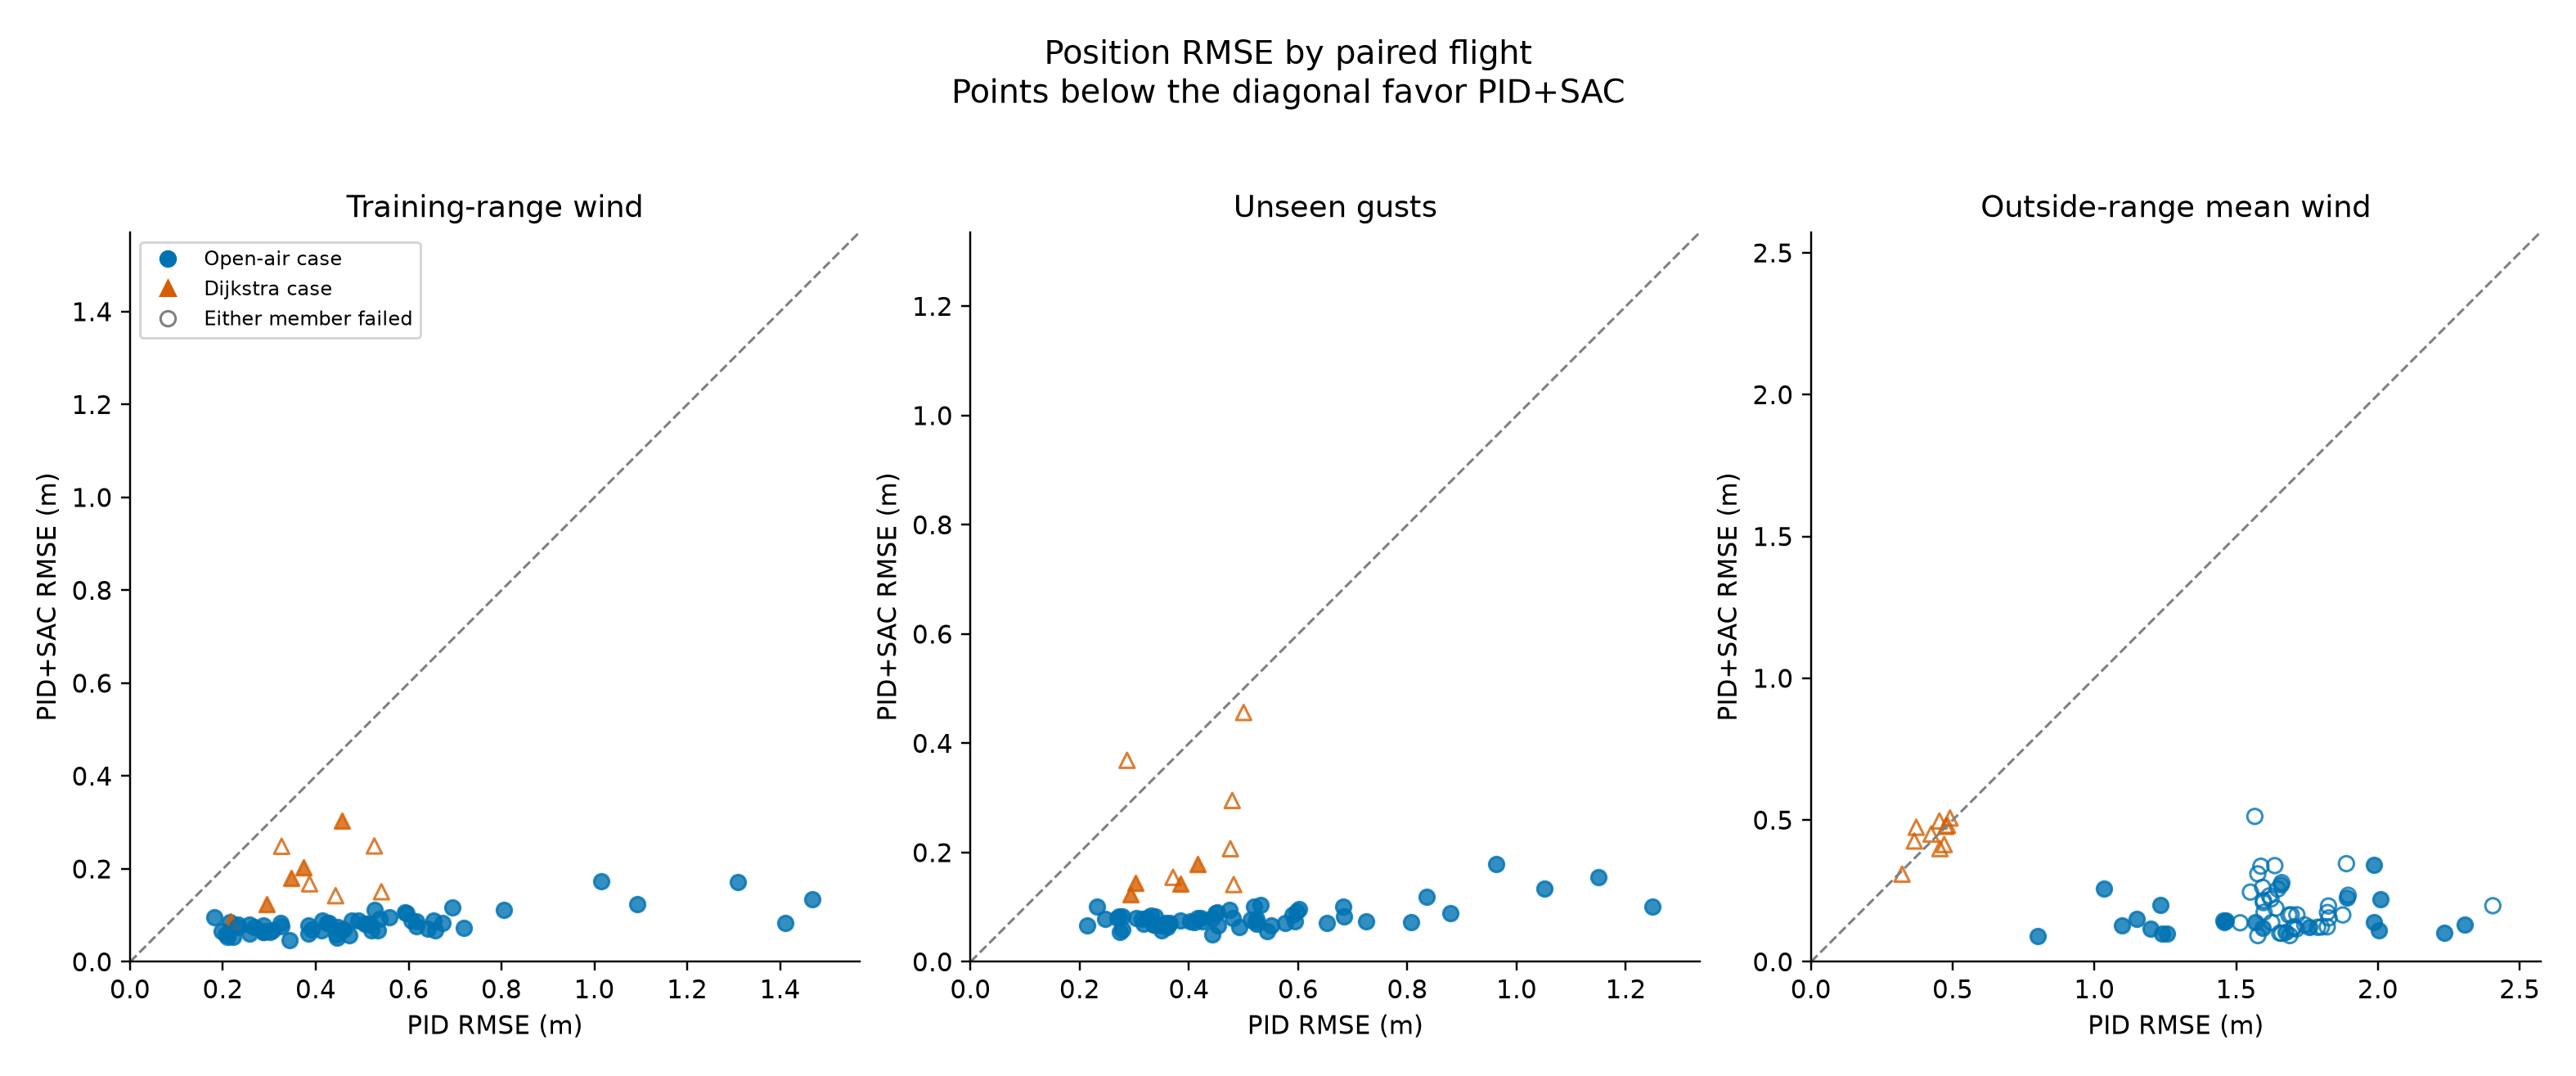 Position RMSE by paired flight
Points below the diagonal favor PID+SAC
Training-range wind
Open-air case
Dijkstra case
Either member failed
1.4
1.2
1.0
0.8
0.6
0.4
0.2
0.0
PID+SAC RMSE (m)
0.0 0.2 0.4 0.6 0.8 1.0 1.2 1.4
PID RMSE (m)
Unseen gusts
1.2
1.0
0.8
0.6
0.4
0.2
0.0
PID+SAC RMSE (m)
0.0 0.2 0.4 0.6 0.8 1.0 1.2
PID RMSE (m)
Outside-range mean wind
2.5
2.0
1.5
1.0
0.5
0.0
PID+SAC RMSE (m)
0.0 0.5 1.0 1.5 2.0 2.5
PID RMSE (m)